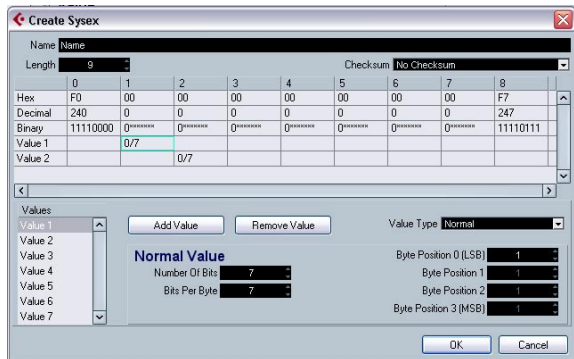 Create Sysex
Name Name
Length 9 Checksum No Checksum
0 1 2 3 4 5 6 7 8
Hex F0 00 00 00 00 00 00 00 F7
Decimal 240 0 0 0 0 0 0 0 247
Binary 11110000 0******* 0******* 0******* 0******* 0******* 0******* 0******* 11110111
Value 1 0/7
Value 2 0/7
Values
Value 1 Add Value Remove Value Value Type Normal
Value 2
Value 3 Normal Value Byte Position 0 (LSB) 1
Value 4 Number Of Bits 7 Byte Position 1 1
Value 5 Bits Per Byte 7 Byte Position 2 1
Value 6 Byte Position 3 (MSB) 1
Value 7
OK Cancel